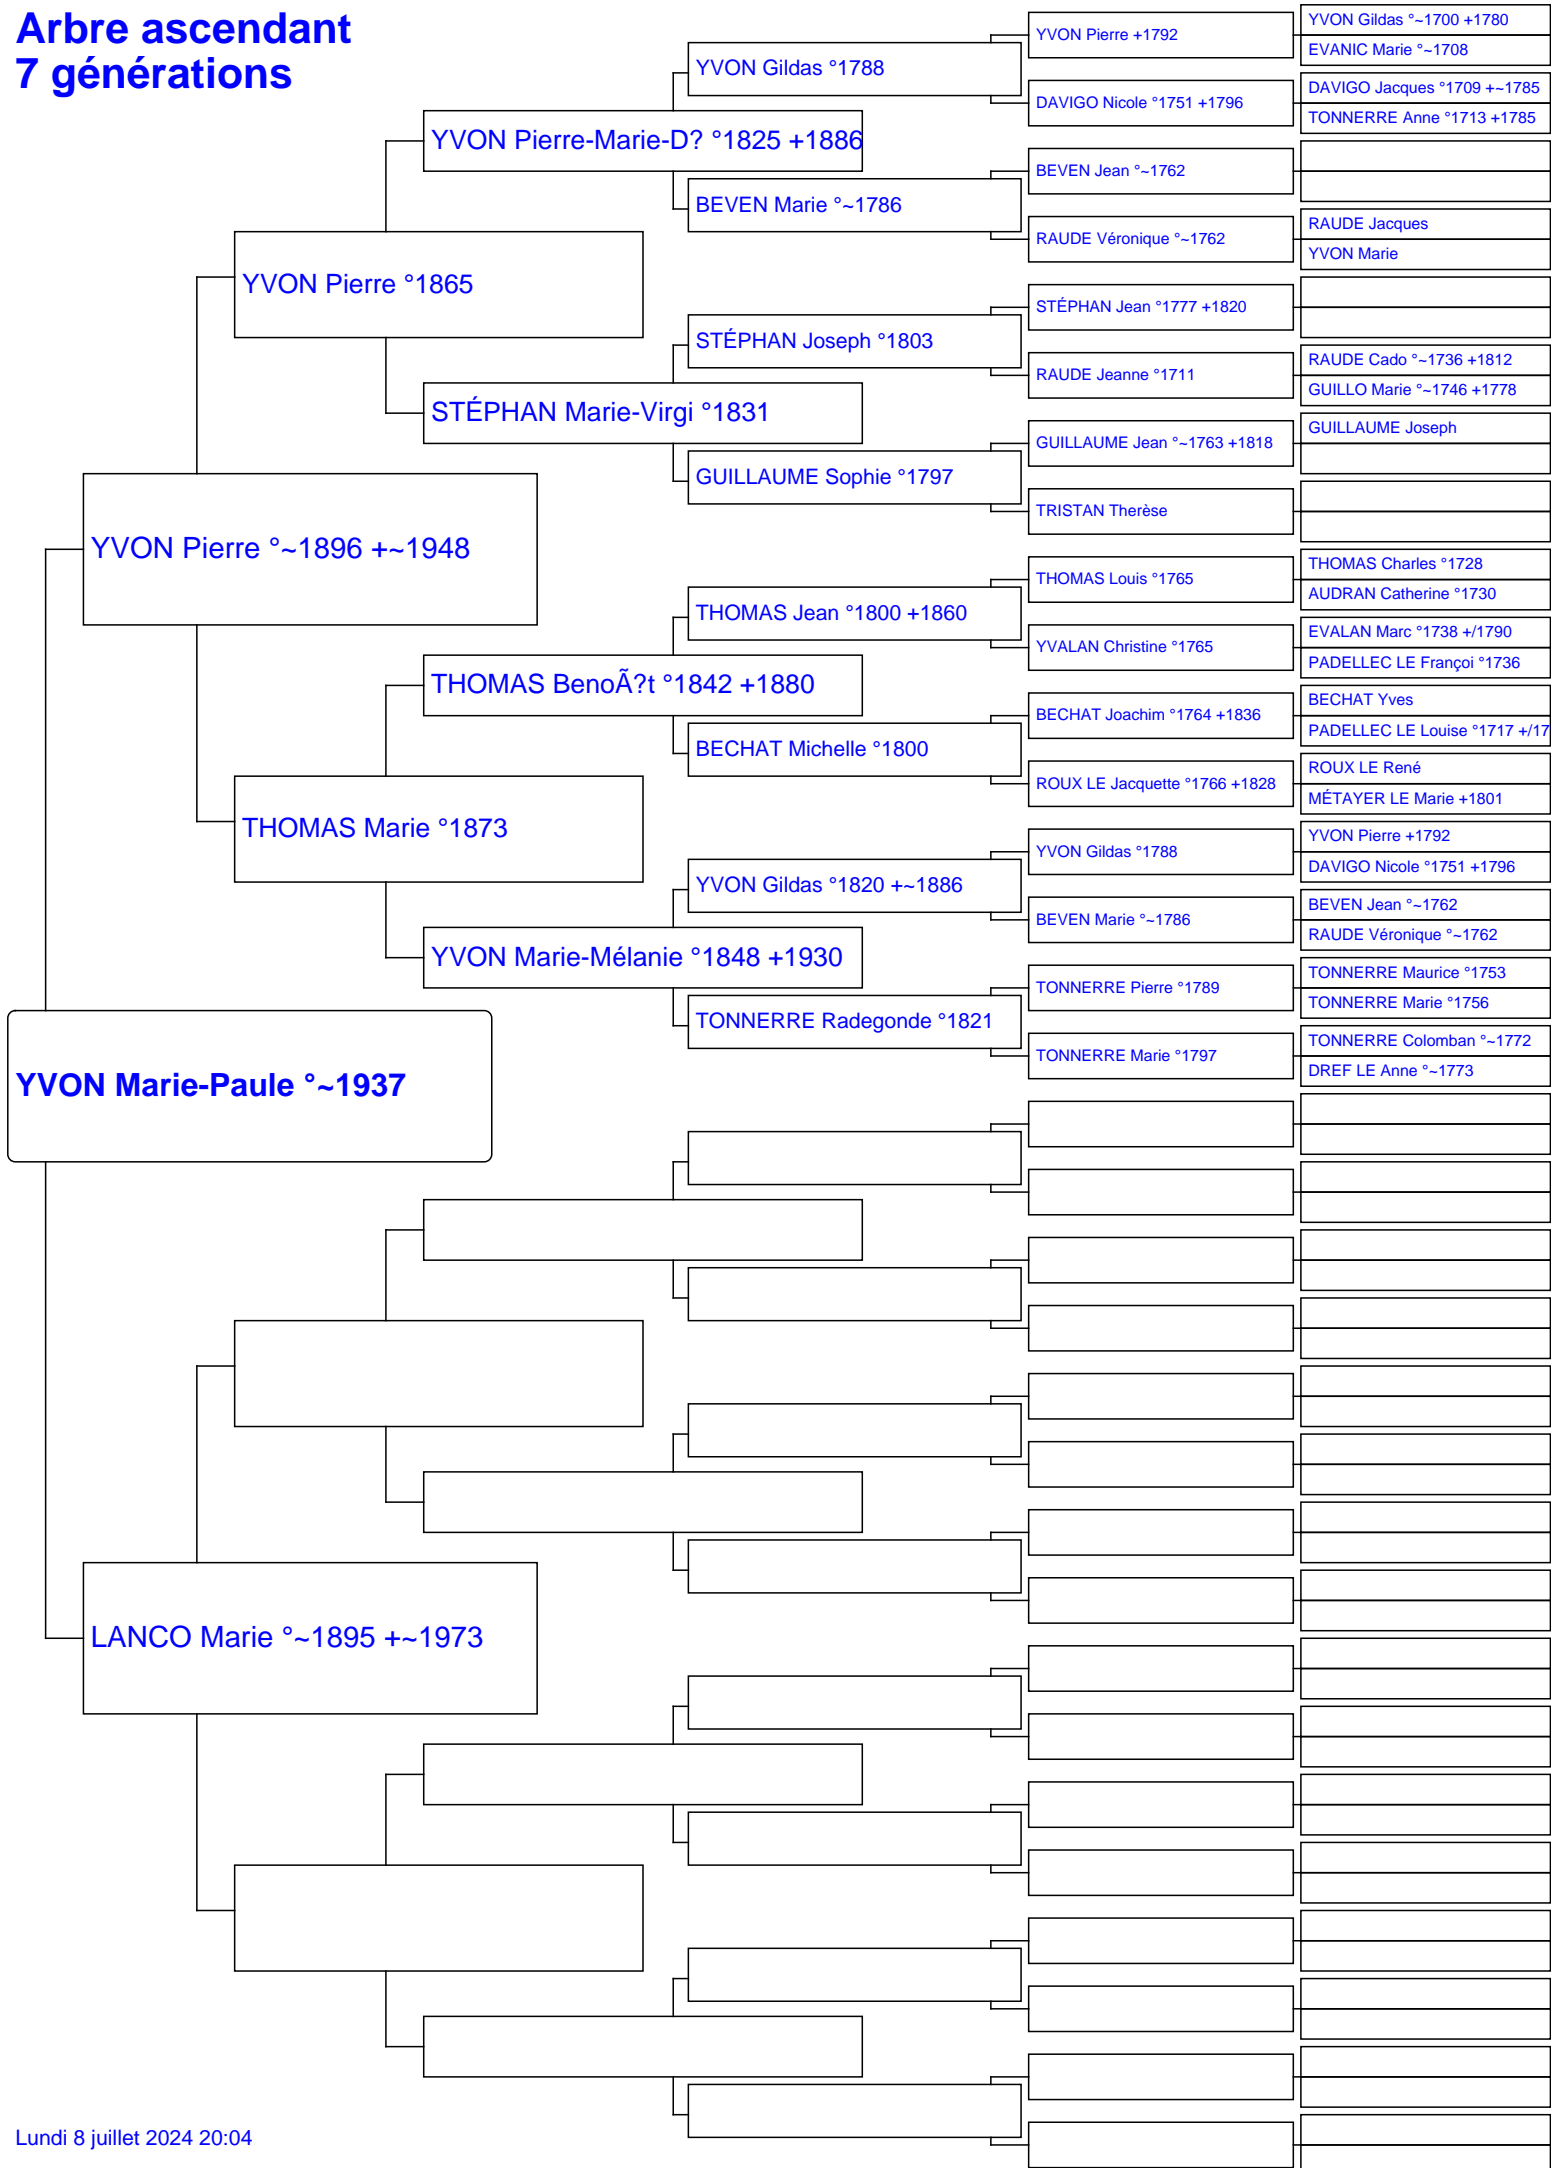 Arbre ascendant
7 générations
YVON Marie-Paule °~1937
YVON Pierre °~1896 +~1948
LANCO Marie °~1895 +~1973
YVON Pierre °1865
THOMAS Marie °1873
YVON Pierre-Marie-D? °1825 +1886
STÉPHAN Marie-Virgi °1831
THOMAS BenoÃ?t °1842 +1880
YVON Marie-Mélanie °1848 +1930
YVON Gildas °1788
BEVEN Marie °~1786
STÉPHAN Joseph °1803
GUILLAUME Sophie °1797
THOMAS Jean °1800 +1860
BECHAT Michelle °1800
YVON Gildas °1820 +~1886
TONNERRE Radegonde °1821
YVON Pierre +1792
DAVIGO Nicole °1751 +1796
BEVEN Jean °~1762
RAUDE Véronique °~1762
STÉPHAN Jean °1777 +1820
RAUDE Jeanne °1711
GUILLAUME Jean °~1763 +1818
TRISTAN Therèse
THOMAS Louis °1765
YVALAN Christine °1765
BECHAT Joachim °1764 +1836
ROUX LE Jacquette °1766 +1828
YVON Gildas °1788
BEVEN Marie °~1786
TONNERRE Pierre °1789
TONNERRE Marie °1797
YVON Gildas °~1700 +1780
EVANIC Marie °~1708
DAVIGO Jacques °1709 +~1785
TONNERRE Anne °1713 +1785
RAUDE Jacques
YVON Marie
RAUDE Cado °~1736 +1812
GUILLO Marie °~1746 +1778
GUILLAUME Joseph
THOMAS Charles °1728
AUDRAN Catherine °1730
EVALAN Marc °1738 +/1790
PADELLEC LE Françoi °1736
BECHAT Yves
PADELLEC LE Louise °1717 +/17
ROUX LE René
MÉTAYER LE Marie +1801
YVON Pierre +1792
DAVIGO Nicole °1751 +1796
BEVEN Jean °~1762
RAUDE Véronique °~1762
TONNERRE Maurice °1753
TONNERRE Marie °1756
TONNERRE Colomban °~1772
DREF LE Anne °~1773
Lundi 8 juillet 2024 20:04